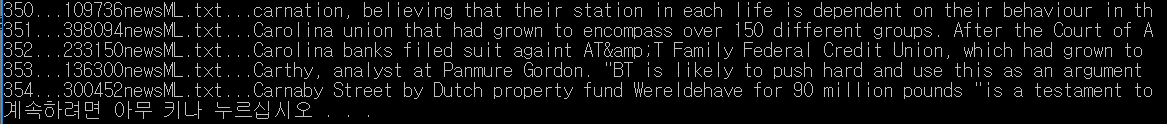 350...109736newsML.txt...carnation, believing that their station in each life is dependent on their behaviour in th
351...398094newsML.txt...Carolina union that had grown to encompass over 150 different groups. After the Court of A
352...233150newsML.txt...Carolina banks filed suit againt AT&amp;T Family Federal Credit Union, which had grown to
353...136300newsML.txt...Carthy, analyst at Panmure Gordon. "BT is likely to push hard and use this as an argument
354...300452newsML.txt...Carnaby Street by Dutch property fund Wereldehave for 90 million pounds "is a testament to
계속하려면 아무 키나 누르십시오 . . .